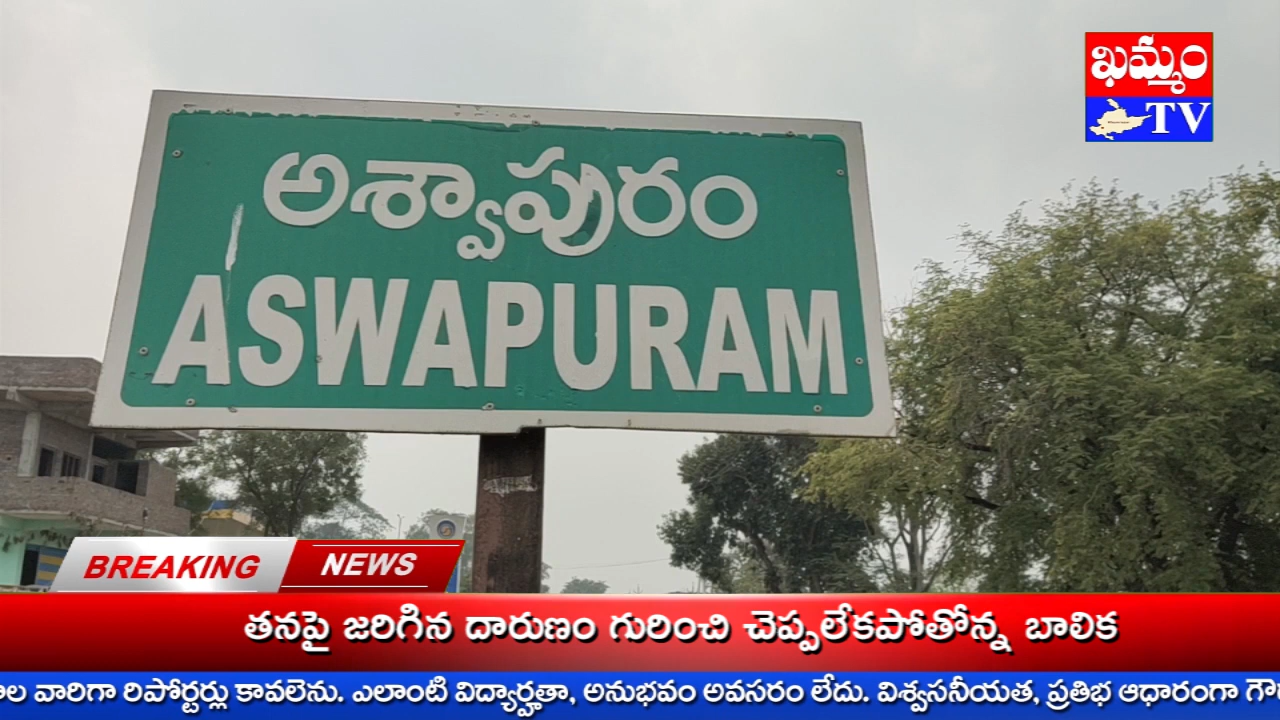 ఖమ్మం
TV
అశ్వాపురం
ASWAPURAM
BREAKING NEWS
తనపై జరిగిన దారుణం గురించి చెప్పలేకపోతోన్న బాలిక
వారిగా రిపోర్టర్లు కావలెను. ఎలాంటి విద్యార్హతా, అనుభవం అవసరం లేదు. విశ్వసనీయత, ప్రతిభ ఆధారంగా